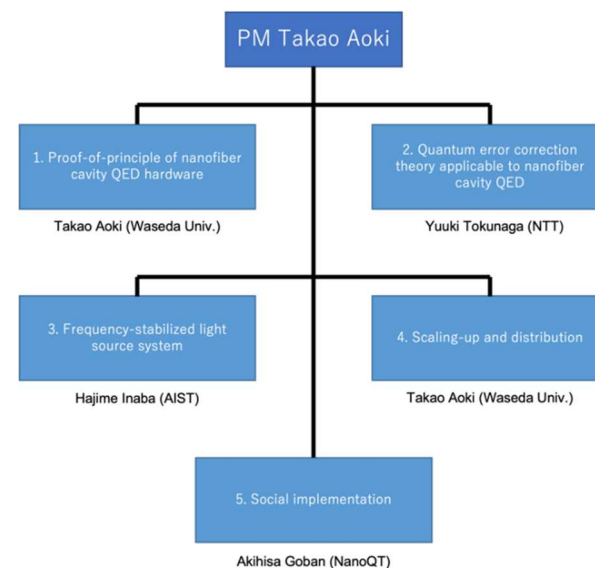 PM Takao Aoki
1. Proof-of-principle of nanofiber
cavity QED hardware
Takao Aoki (Waseda Univ.)
2. Quantum error correction
theory applicable to nanofiber
cavity QED
Yuuki Tokunaga (NTT)
3. Frequency-stabilized light
source system
Hajime Inaba (AIST)
4. Scaling-up and distribution
Takao Aoki (Waseda Univ.)
5. Social implementation
Akihisa Goban (NanoQT)